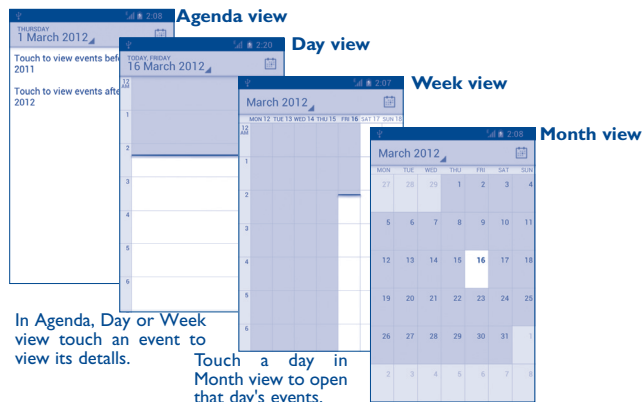 2:08
Agenda view
THURSDAY
1 March 2012
Touch to view events bef
2011
Touch to view events afte
2012
2:20
Day view
TODAY, FRIDAY
16 March 2012
12
AM
1
2
3
4
5
6
2:07
Week view
March 2012
MON 12 TUE 13 WED 14 THU 15 FRI 16 SAT 17 SUN 18
12
AM
1
2
3
4
5
6
2:08
Month view
March 2012
MON TUE WED THU FRI SAT SUN
27 28 29 1 2 3 4
5 6 7 8 9 10 11
12 13 14 15 16 17 18
19 20 21 22 23 24 25
26 27 28 29 30 31 1
2 3 4 5 6 7 8
In Agenda, Day or Week
view touch an event to
view its detalls.
Touch a day in
Month view to open
that day's events.